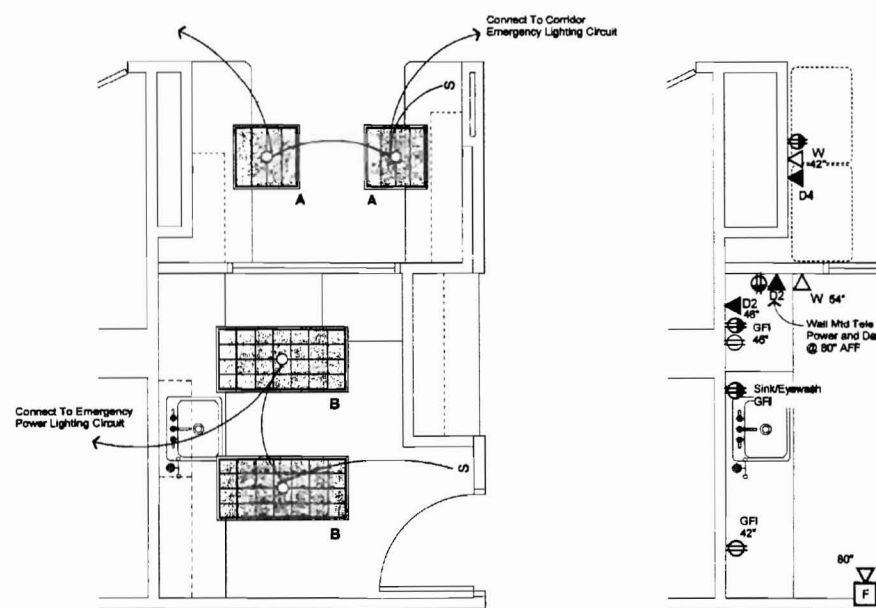 Connect To Corridor
Emergency Lighting Circuit
S
A
A
B
Connect To Emergency
Power Lighting Circuit
S
B
W
42"
D4
D2
W 54"
D2
46"
GFI
46"
Wall Mtd Tele
Power and Da
@ 80" AFF
Sink/Eyewash
GFI
GFI
42"
80"
F